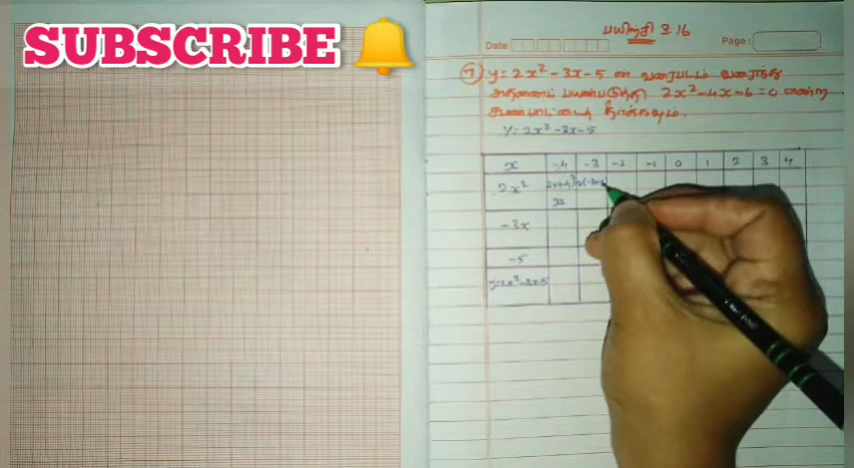 SUBSCRIBE
பயிற்சி 3.16
Date Page:
7 y = 2x² - 3x - 5 ன் வரைபடம் வரைந்து
அதனைப் பயன்படுத்தி 2x² - 4x - 6 = 0 என்ற
சமன்பாட்டைத் தீர்க்கவும்.
y = 2x² - 3x - 5
x -4 -3 -2 -1 0 1 2 3 4
2x²
32
-3x
-5
y = 2x² - 3x - 5